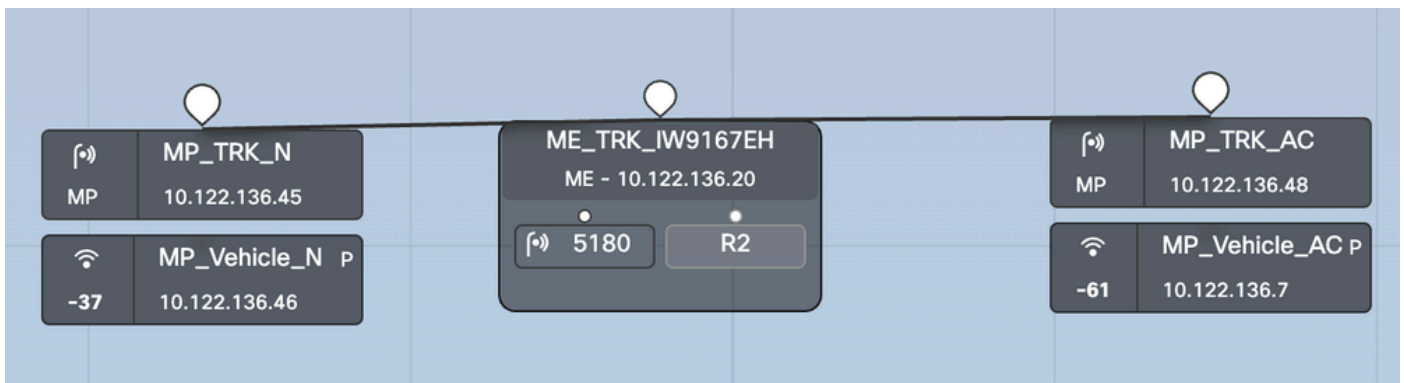 MP_TRK_N
MP 10.122.136.45
MP_Vehicle_N P
-37 10.122.136.46
ME_TRK_IW9167EH
ME - 10.122.136.20
5180 R2
MP_TRK_AC
MP 10.122.136.48
MP_Vehicle_AC P
-61 10.122.136.7